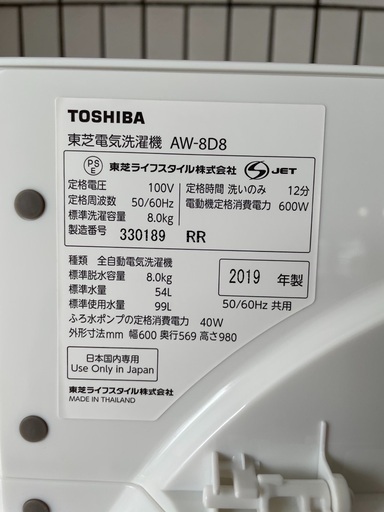 TOSHIBA
東芝電気洗濯機 AW-8D8
PS E 東芝ライフスタイル株式会社 S JET
定格電圧 100V 定格時間 洗いのみ 12分
定格周波数 50/60Hz 電動機定格消費電力 600W
標準洗濯容量 8.0kg
製造番号 330189 RR
種類 全自動電気洗濯機
標準脱水容量 8.0kg 2019 年製
標準水量 54L
標準使用水量 99L 50/60Hz 共用
ふろ水ポンプの定格消費電力 40W
外形寸法mm 幅600 奥行569 高さ980
日本国内専用
Use Only in Japan
東芝ライフスタイル株式会社
MADE IN THAILAND